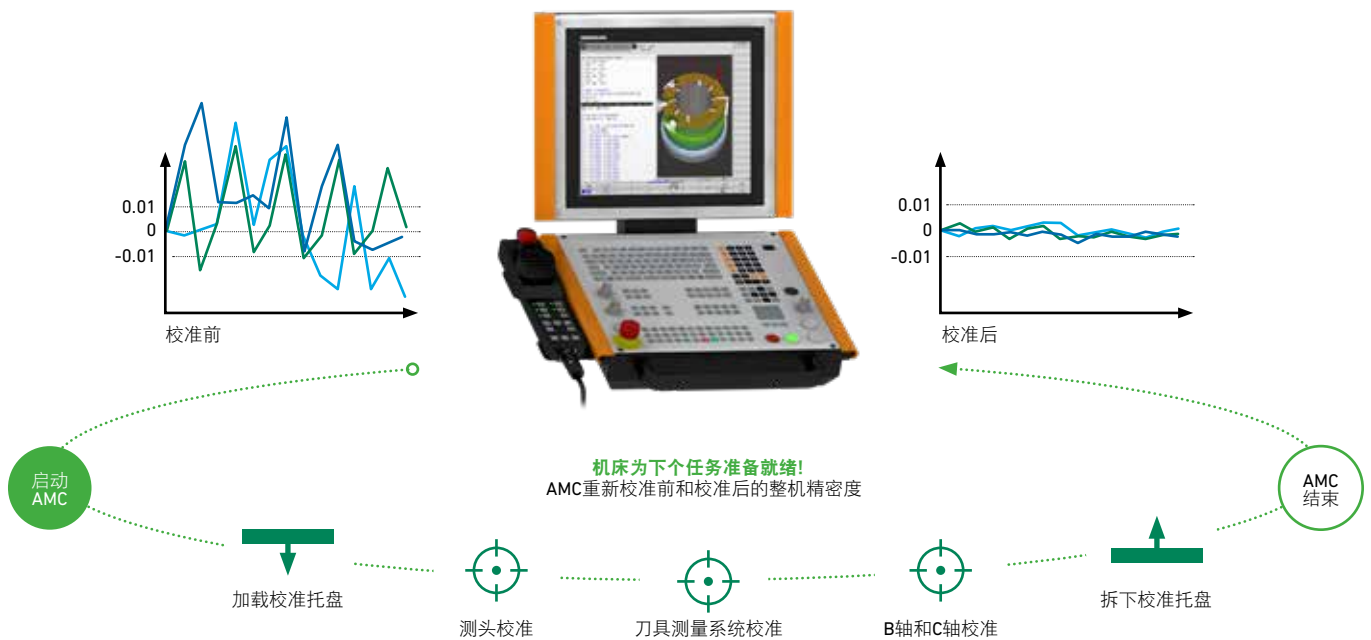 0.01
0
-0.01
校准前
0.01
0
-0.01
校准后
启动
AMC
机床为下个任务准备就绪!
AMC重新校准前和校准后的整机精密度
AMC
结束
加载校准托盘
测头校准
刀具测量系统校准
B轴和C轴校准
拆下校准托盘